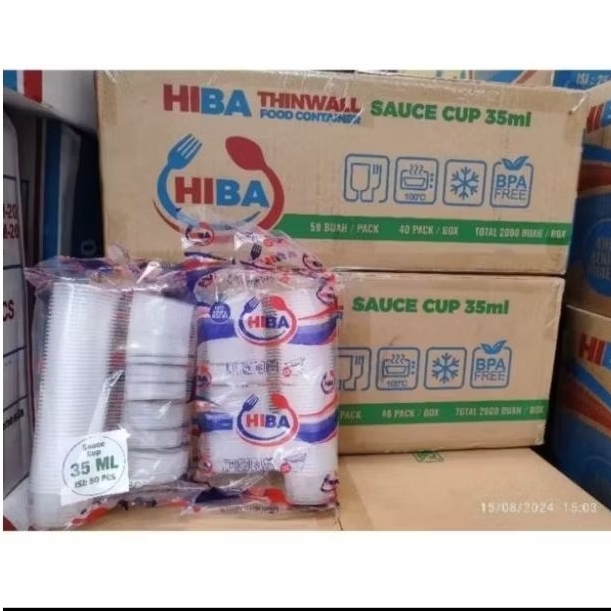 HIBA THINWALL SAUCE CUP 35ml
FOOD CONTAINER
HIBA
100°C
BPA
FREE
50 BUAH / PACK 40 PACK / BOX TOTAL 2000 BUAH / BOX
SAUCE CUP 35ml
100°C
BPA
FREE
PACK 40 PACK / BOX TOTAL 2000 BUAH / BOX
HIBA
HIBA
HIBA
Sauce
Cup
35 ML
ISI: 50 PCS
15/08/2024 15:03